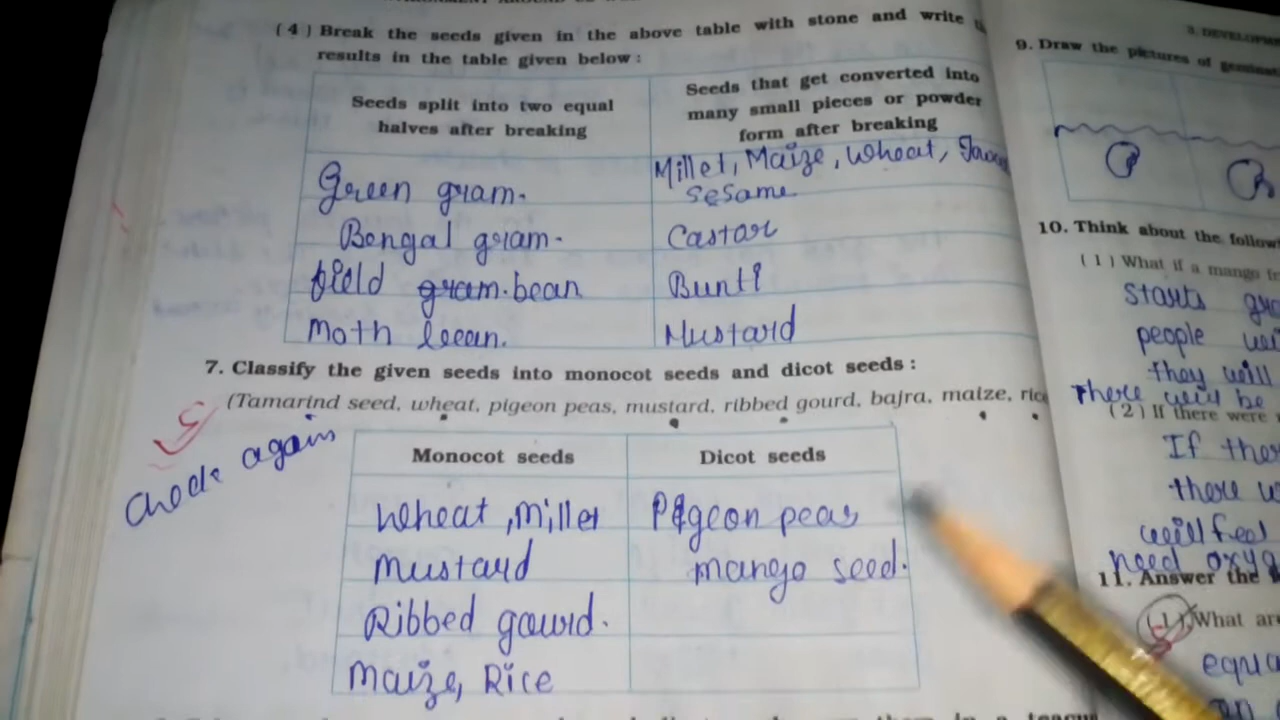 (4) Break the seeds given in the above table with stone and write
results in the table given below :
Seeds split into two equal
halves after breaking
Seeds that get converted into
many small pieces or powder
form after breaking
Green gram.
Millet, Maize, Wheat,
Sesame
Bengal gram.
Castor
field gram.bean
Bunti
Moth
Mustard
7. Classify the given seeds into monocot seeds and dicot seeds :
(Tamarind seed, wheat, pigeon peas, mustard, ribbed gourd, bajra, maize,
check again
Monocot seeds
Dicot seeds
Wheat, Millet
Pigeon peas
Mustard
mango seed.
Ribbed gourd.
Maize, Rice
9. Draw the pictures of
10. Think about the
(1) What if a mango
starts
people
they will
There will be
(2) If there were
If
there
will feel
need
11. Answer the
(1) What